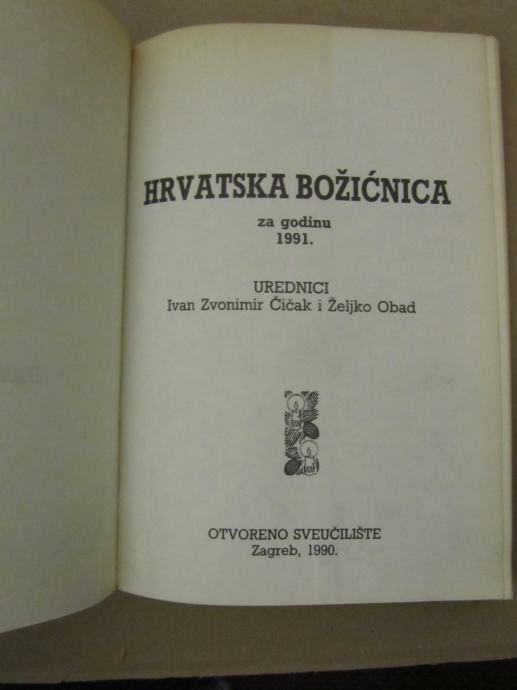 HRVATSKA BOŽIĆNICA
za godinu
1991.
UREDNICI
Ivan Zvonimir Čičak i Željko Obad
OTVORENO SVEUČILIŠTE
Zagreb, 1990.